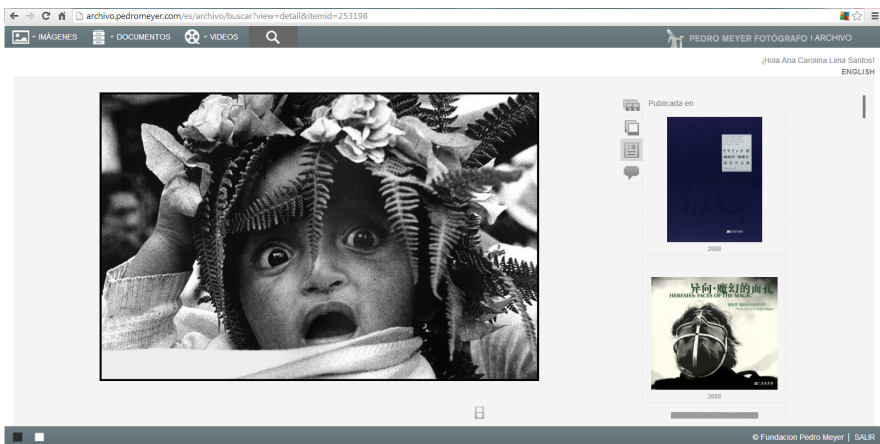 archivo.pedromeyer.com/es/archivo/buscar?view=detail&itemid=253198
IMÁGENES
DOCUMENTOS
VIDEOS
PEDRO MEYER FOTÓGRAFO | ARCHIVO
¡Hola Ana Carolina Lima Santos!
ENGLISH
Publicada en
2008
异向·魔幻的面孔
HERESIES: FACES OF THE MAGIC
2008
© Fundacion Pedro Meyer | SALIR